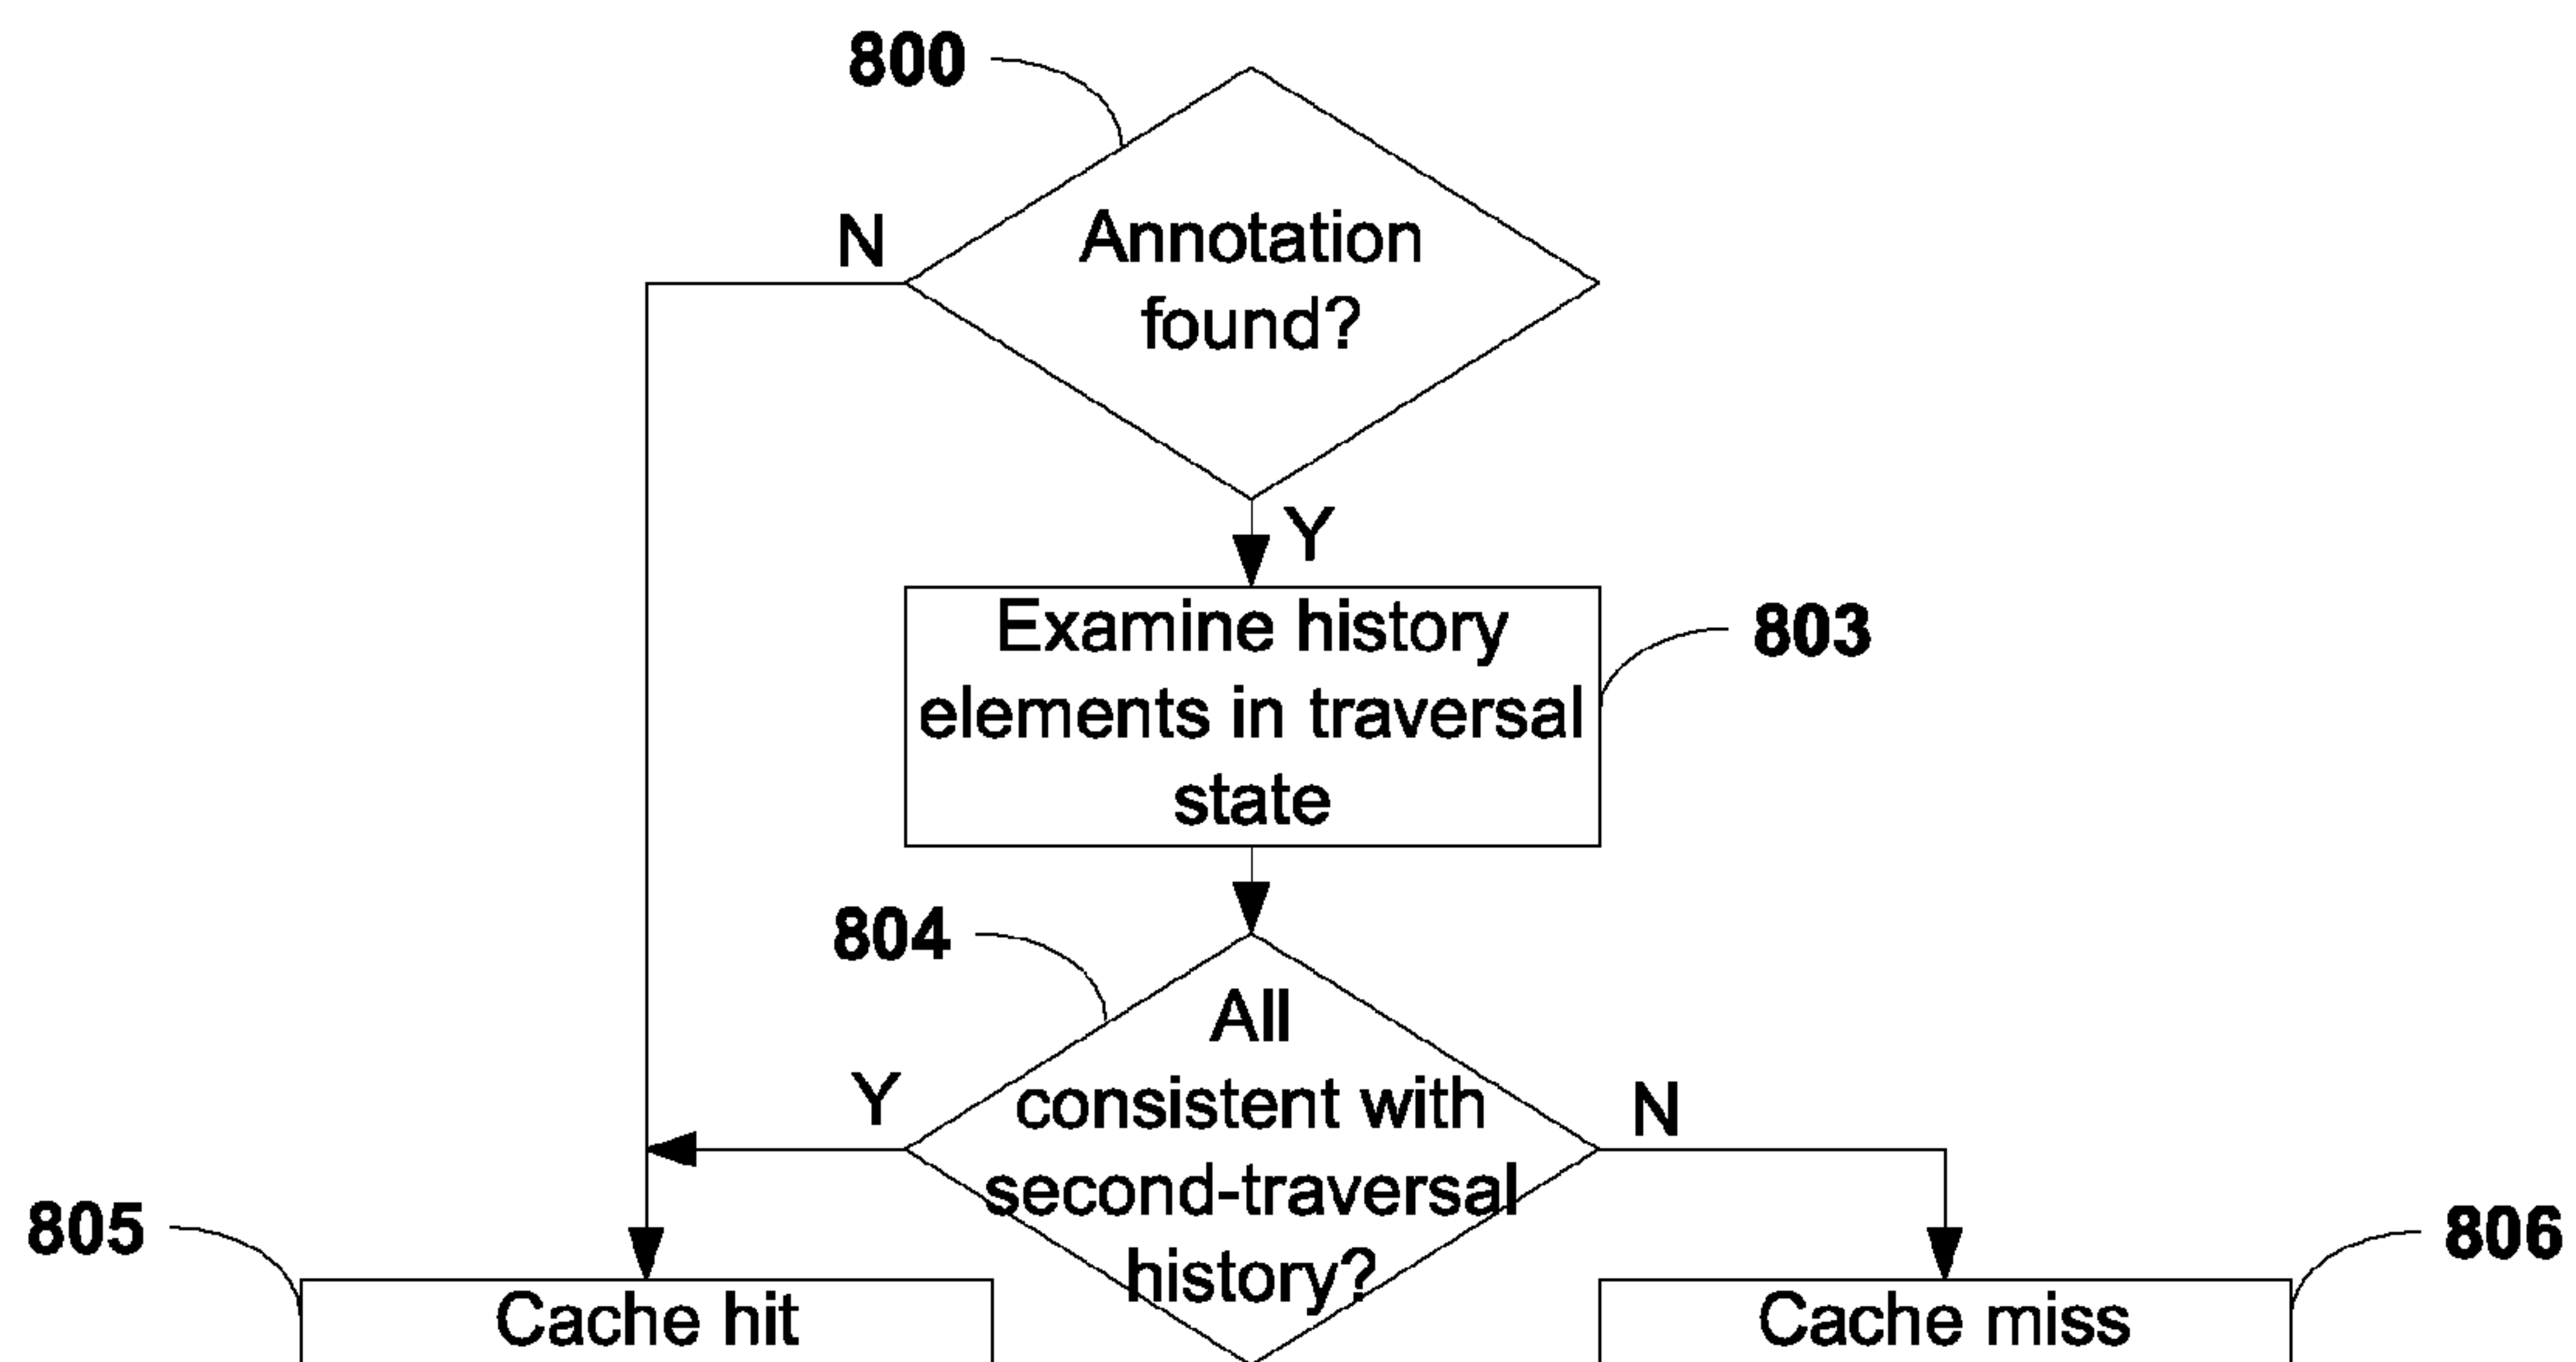 800
N
Annotation
found?
Y
Examine history
elements in traversal
state
803
804
All
consistent with
second-traversal
history?
Y
N
805
806
Cache hit
Cache miss